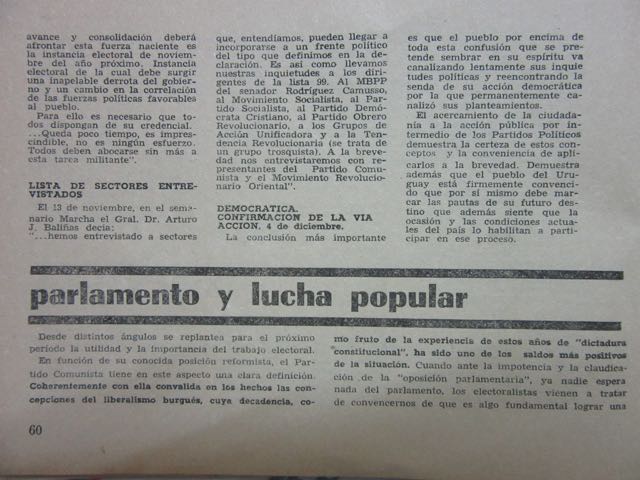 avance y consolidación deberá
afrontar esta fuerza naciente es
la instancia electoral de noviem-
bre del año próximo. Instancia
electoral de la cual debe surgir
una inapelable derrota del gobier-
no y un cambio en la correlación
de las fuerzas políticas favorables
al pueblo.
Para ello es necesario que to-
dos dispongan de su credencial.
...Queda poco tiempo, es impres-
cindible, no es ningún esfuerzo.
Todos deben abocarse sin más a
esta tarea militante".
LISTA DE SECTORES ENTRE-
VISTADOS
El 13 de noviembre, en el sema-
nario Marcha el Gral. Dr. Arturo
J. Baliñas decía:
"...hemos entrevistado a sectores
que, entendíamos, pueden llegar a
incorporarse a un frente político
del tipo que definimos en la de-
claración. Es así como llevamos
nuestras inquietudes a los diri-
gentes de la lista 99. Al MBPP
del senador Rodríguez Camusso,
al Movimiento Socialista, al Par-
tido Socialista, al Partido Demó-
crata Cristiano, al Partido Obrero
Revolucionario, a los Grupos de
Acción Unificadora y a la Ten-
dencia Revolucionaria (se trata de
un grupo trosquista). A la breve-
dad nos entrevistaremos con re-
presentantes del Partido Comu-
nista y el Movimiento Revolucio-
nario Oriental".
DEMOCRATICA.
CONFIRMACION DE LA VIA
ACCION, 4 de diciembre.
La conclusión más importante
es que el pueblo por encima de
toda esta confusión que se pre-
tende sembrar en su espíritu va
canalizando lentamente sus inquie-
tudes políticas y reencontrando la
senda de su acción democrática
por la que permanentemente ca-
nalizó sus planteamientos.
El acercamiento de la ciudada-
nía a la acción pública por in-
termedio de los Partidos Políticos
demuestra la certeza de estos con-
ceptos y la conveniencia de apli-
carlos a la brevedad. Demuestra
además que el pueblo del Uru-
guay está firmemente convenci-
do que por sí mismo debe mar-
car las pautas de su futuro des-
tino que además siente que la
ocasión y las condiciones actua-
les del país lo habilitan a parti-
cipar en ese proceso.
parlamento y lucha popular
Desde distintos ángulos se replantea para el próximo
período la utilidad y la importancia del trabajo electoral.
En función de su conocida posición reformista, el Par-
tido Comunista tiene en este aspecto una clara definición.
Coherentemente con ella convalida en los hechos las con-
cepciones del liberalismo burgués, cuya decadencia, co-
mo fruto de la experiencia de estos años de "dictadura
constitucional", ha sido uno de los saldos más positivos
de la situación. Cuando ante la impotencia y la claudica-
ción de la "oposición parlamentaria", ya nadie espera
nada del parlamento, los electoralistas vienen a tratar
de convencernos de que es algo fundamental lograr una
60